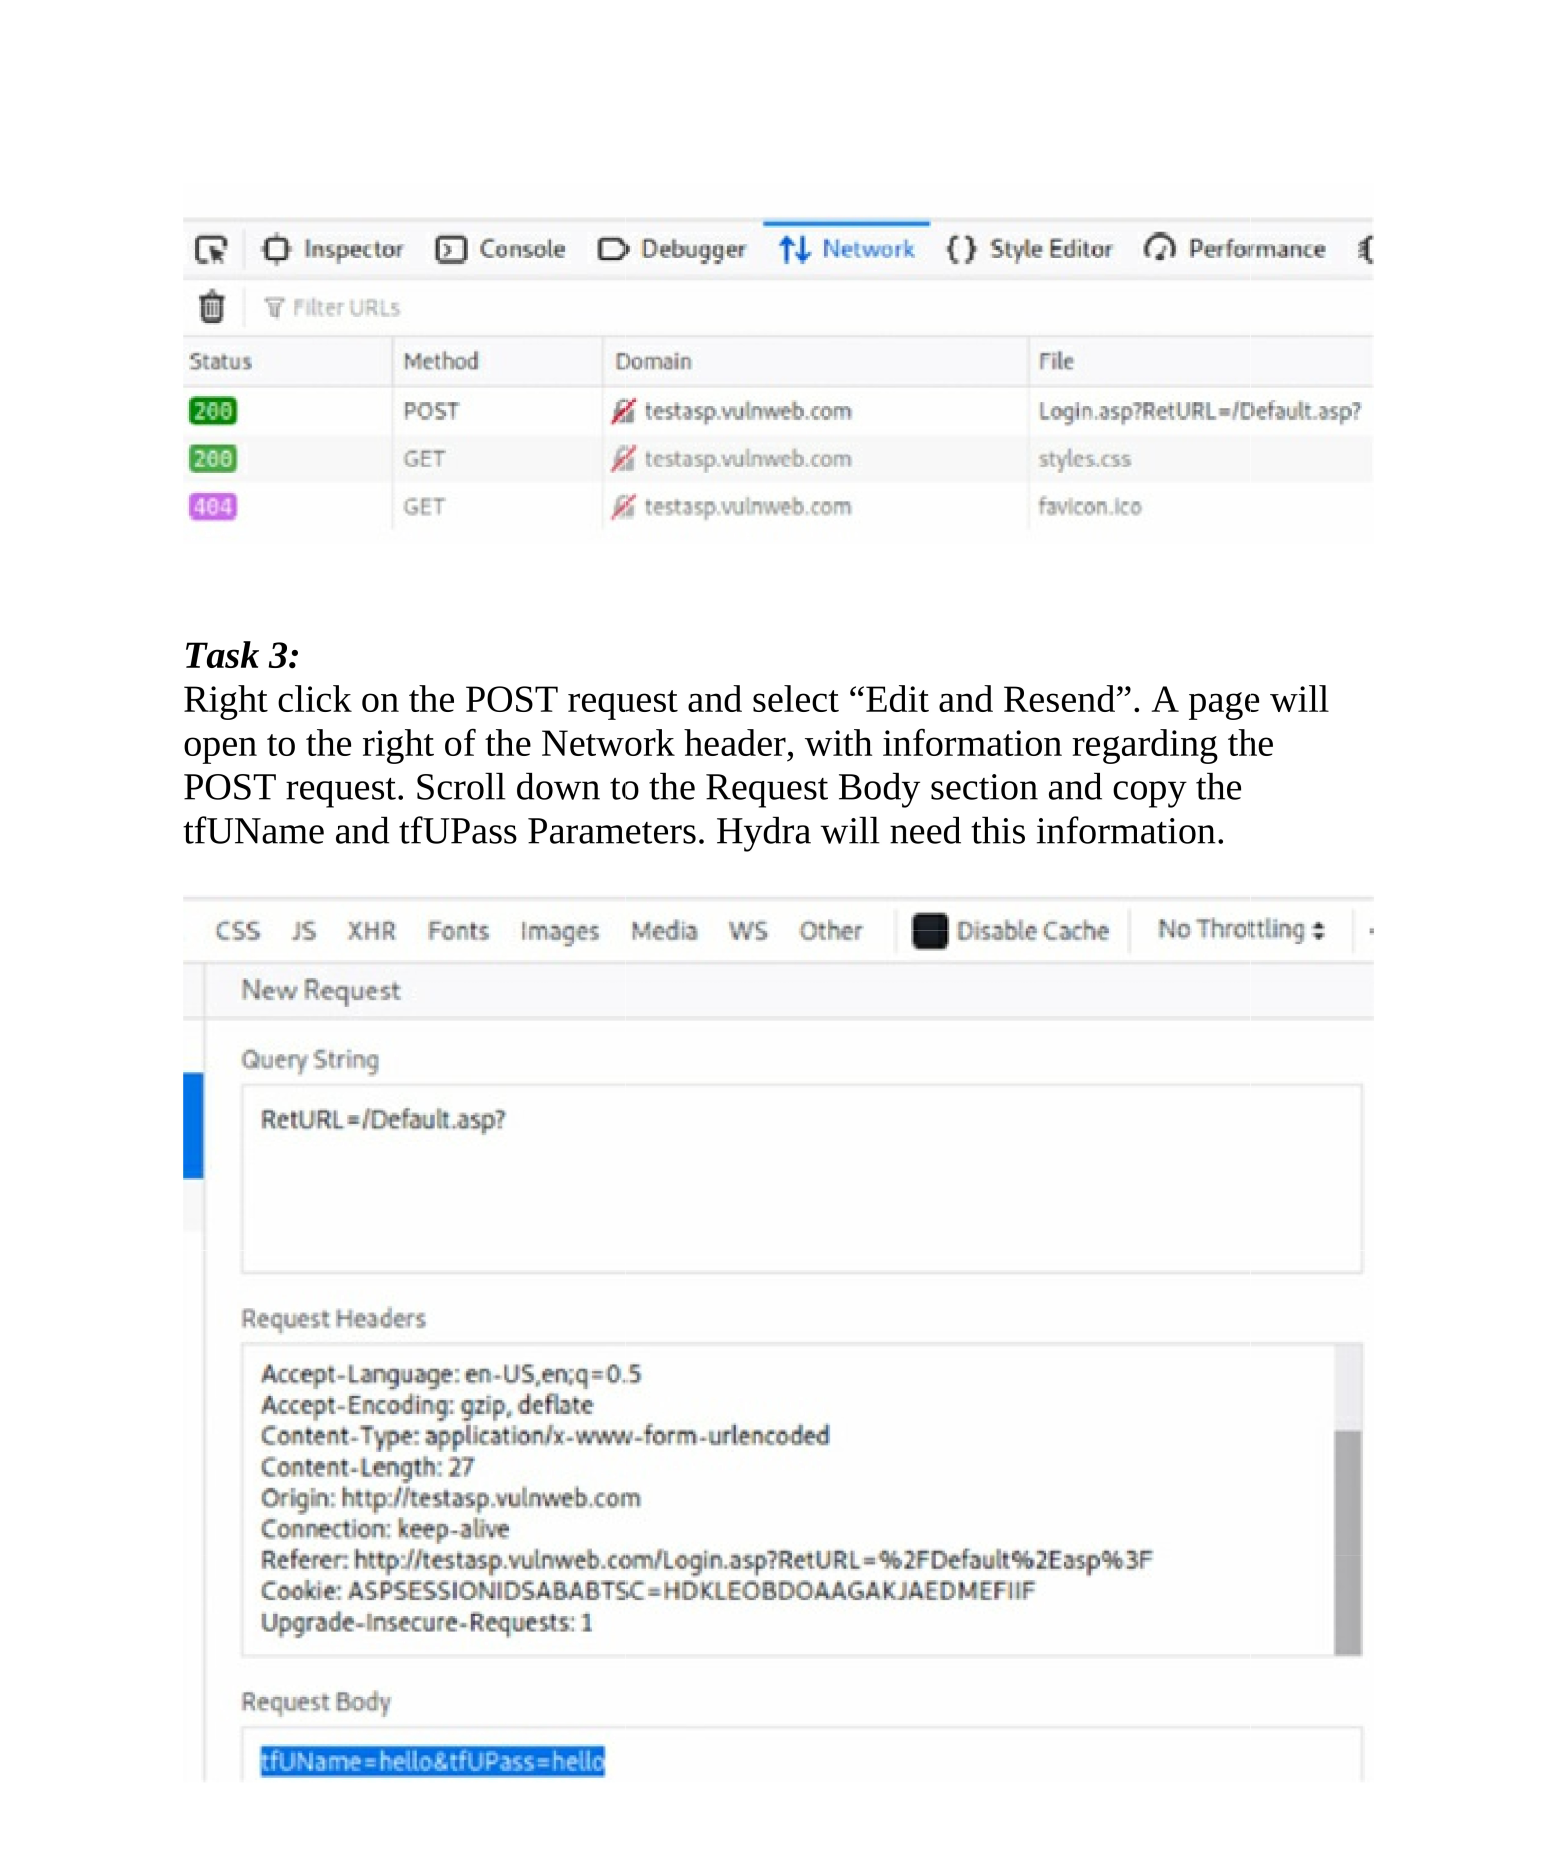 Inspector Console Debugger Network Style Editor Performance
Filter URLs
Status Method Domain File
200 POST testasp.vulnweb.com Login.asp?RetURL=/Default.asp?
200 GET testasp.vulnweb.com styles.css
404 GET testasp.vulnweb.com favicon.ico
Task 3:
Right click on the POST request and select “Edit and Resend”. A page will
open to the right of the Network header, with information regarding the
POST request. Scroll down to the Request Body section and copy the
tfUName and tfUPass Parameters. Hydra will need this information.
CSS JS XHR Fonts Images Media WS Other Disable Cache No Throttling
New Request
Query String
RetURL=/Default.asp?
Request Headers
Accept-Language: en-US,en;q=0.5
Accept-Encoding: gzip, deflate
Content-Type: application/x-www-form-urlencoded
Content-Length: 27
Origin: http://testasp.vulnweb.com
Connection: keep-alive
Referer: http://testasp.vulnweb.com/Login.asp?RetURL=%2FDefault%2Easp%3F
Cookie: ASPSESSIONIDSABABTSC=HDKLEOBDOAAGAKJAEDMEFIIF
Upgrade-Insecure-Requests: 1
Request Body
tfUName=hello&tfUPass=hello